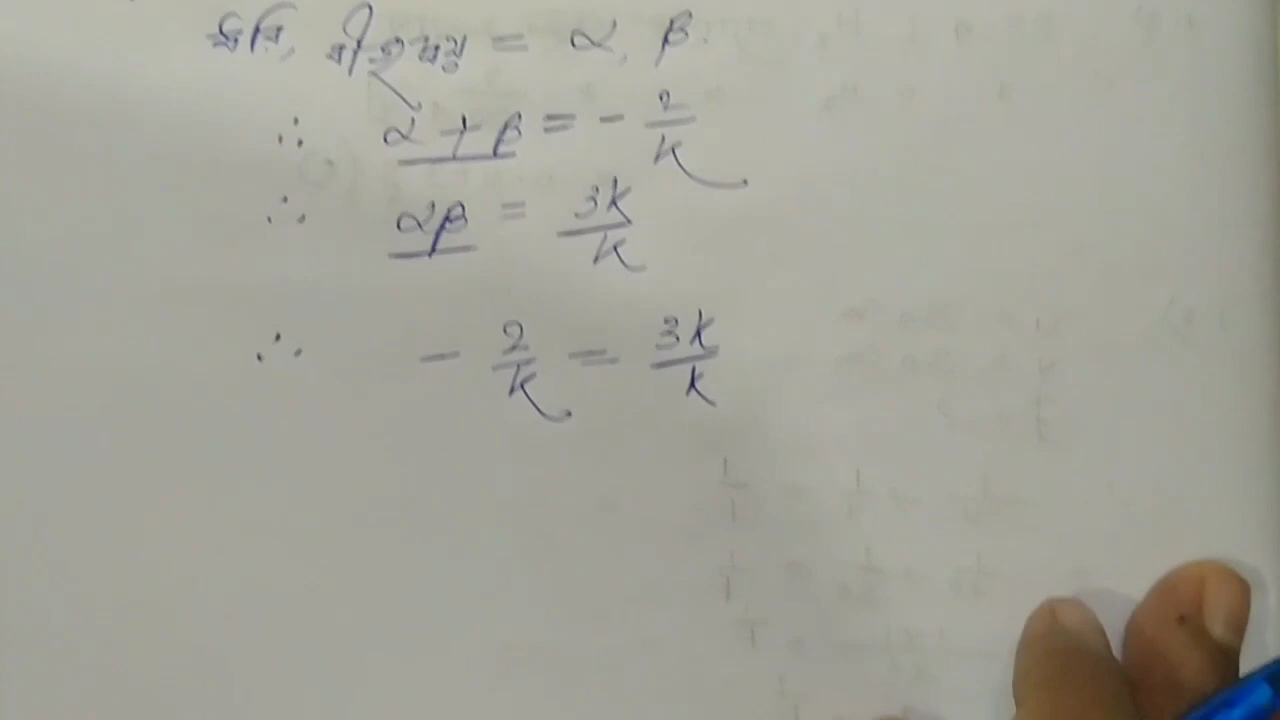 ধরি, বীজদ্বয় = α, β.
∴ α + β = - 2/k
∴ αβ = 3k/k
∴ - 2/k = 3k/k